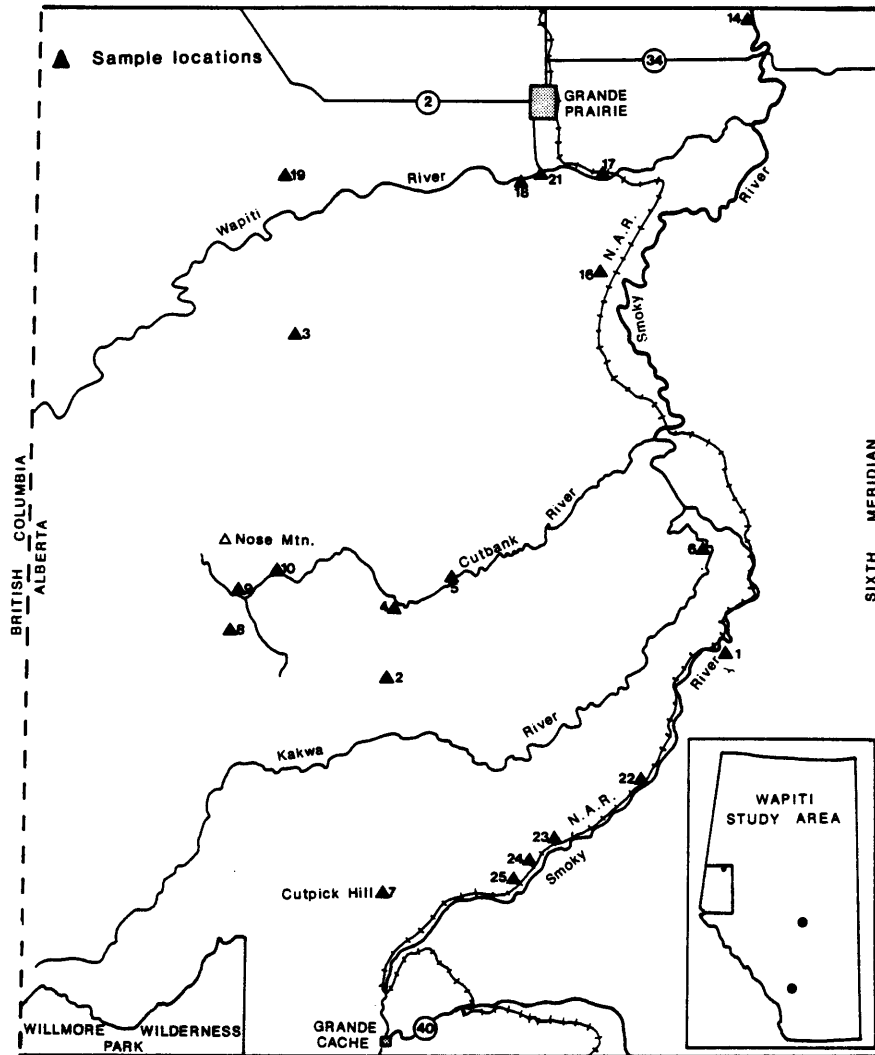 14
Sample locations
34
2
GRANDE
PRAIRIE
19
River
18
21
17
Wapiti
River
N.A.R.
16
3
Smoky
BRITISH COLUMBIA
ALBERTA
SIXTH MERIDIAN
Nose Mtn.
River
Cutbank
10
9
5
6
4
8
2
1
River
River
Kakwa
22
N.A.R.
23
Smoky
24
25
WAPITI
STUDY AREA
Cutpick Hill
7
WILLMORE WILDERNESS
PARK
GRANDE
CACHE
40